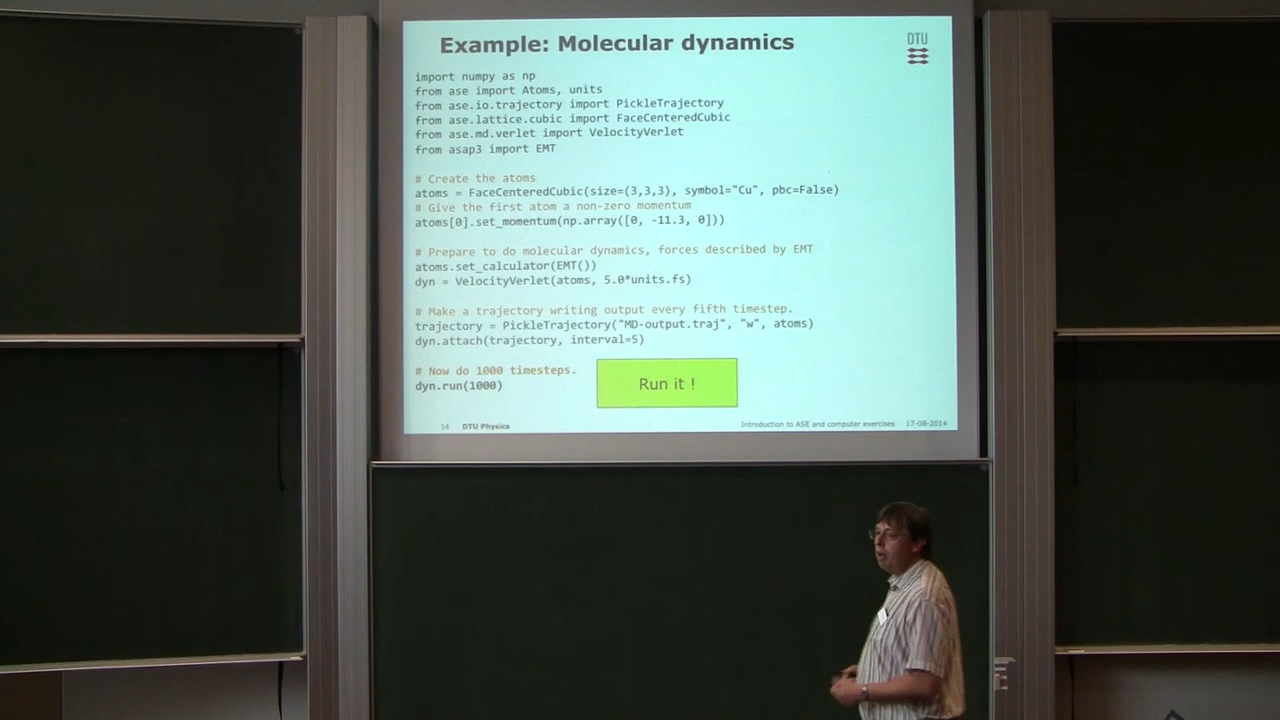 Example: Molecular dynamics
DTU
import numpy as np
from ase import Atoms, units
from ase.io.trajectory import PickleTrajectory
from ase.lattice.cubic import FaceCenteredCubic
from ase.md.verlet import VelocityVerlet
from asap3 import EMT
# Create the atoms
atoms = FaceCenteredCubic(size=(3,3,3), symbol="Cu", pbc=False)
# Give the first atom a non-zero momentum
atoms[0].set_momentum(np.array([0, -11.3, 0]))
# Prepare to do molecular dynamics, forces described by EMT
atoms.set_calculator(EMT())
dyn = VelocityVerlet(atoms, 5.0*units.fs)
# Make a trajectory writing output every fifth timestep.
trajectory = PickleTrajectory("MD-output.traj", "w", atoms)
dyn.attach(trajectory, interval=5)
# Now do 1000 timesteps.
dyn.run(1000)
Run it !
14 DTU Physics
Introduction to ASE and computer exercises 17-08-2014